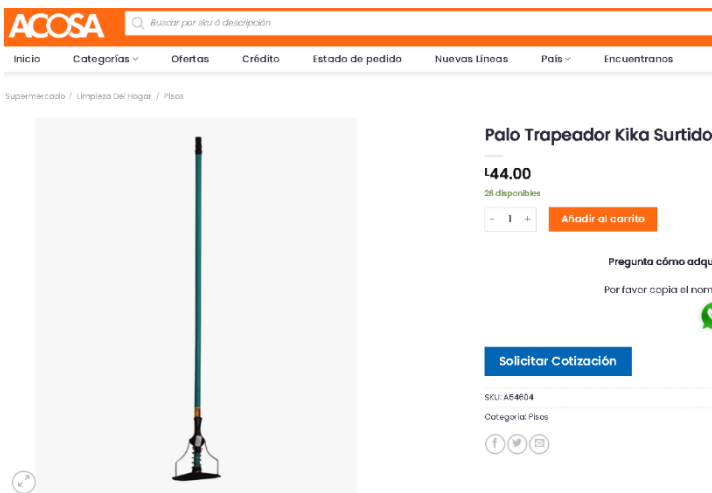 ACOSA
Buscar por sku ó descripción
Inicio Categorías Ofertas Crédito Estado de pedido Nuevas Líneas País Encuentranos
Supermercado / Limpieza Del Hogar / Pisos
Palo Trapeador Kika Surtido
L44.00
28 disponibles
- 1 + Añadir al carrito
Pregunta cómo adqu
Por favor copia el nom
Solicitar Cotización
SKU: A54604
Categoría: Pisos